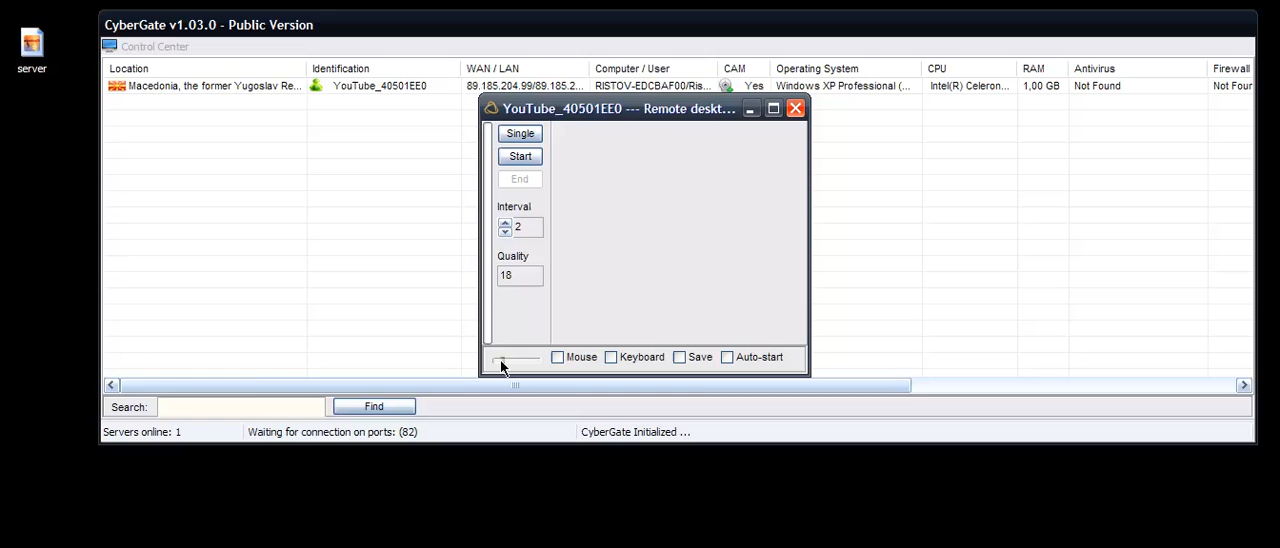 CyberGate v1.03.0 - Public Version
server
Control Center
Location Identification WAN / LAN Computer / User CAM Operating System CPU RAM Antivirus Firewall
Macedonia, the former Yugoslav Re... YouTube_40501EE0 89.185.204.99/89.185.2... RISTOV-EDCBAF00/Ris... Yes Windows XP Professional (... Intel(R) Celeron... 1,00 GB Not Found Not Four
YouTube_40501EE0 --- Remote deskt...
Single
Start
End
Interval
2
Quality
18
Mouse Keyboard Save Auto-start
Search: Find
Servers online: 1 Waiting for connection on ports: (82) CyberGate Initialized ...